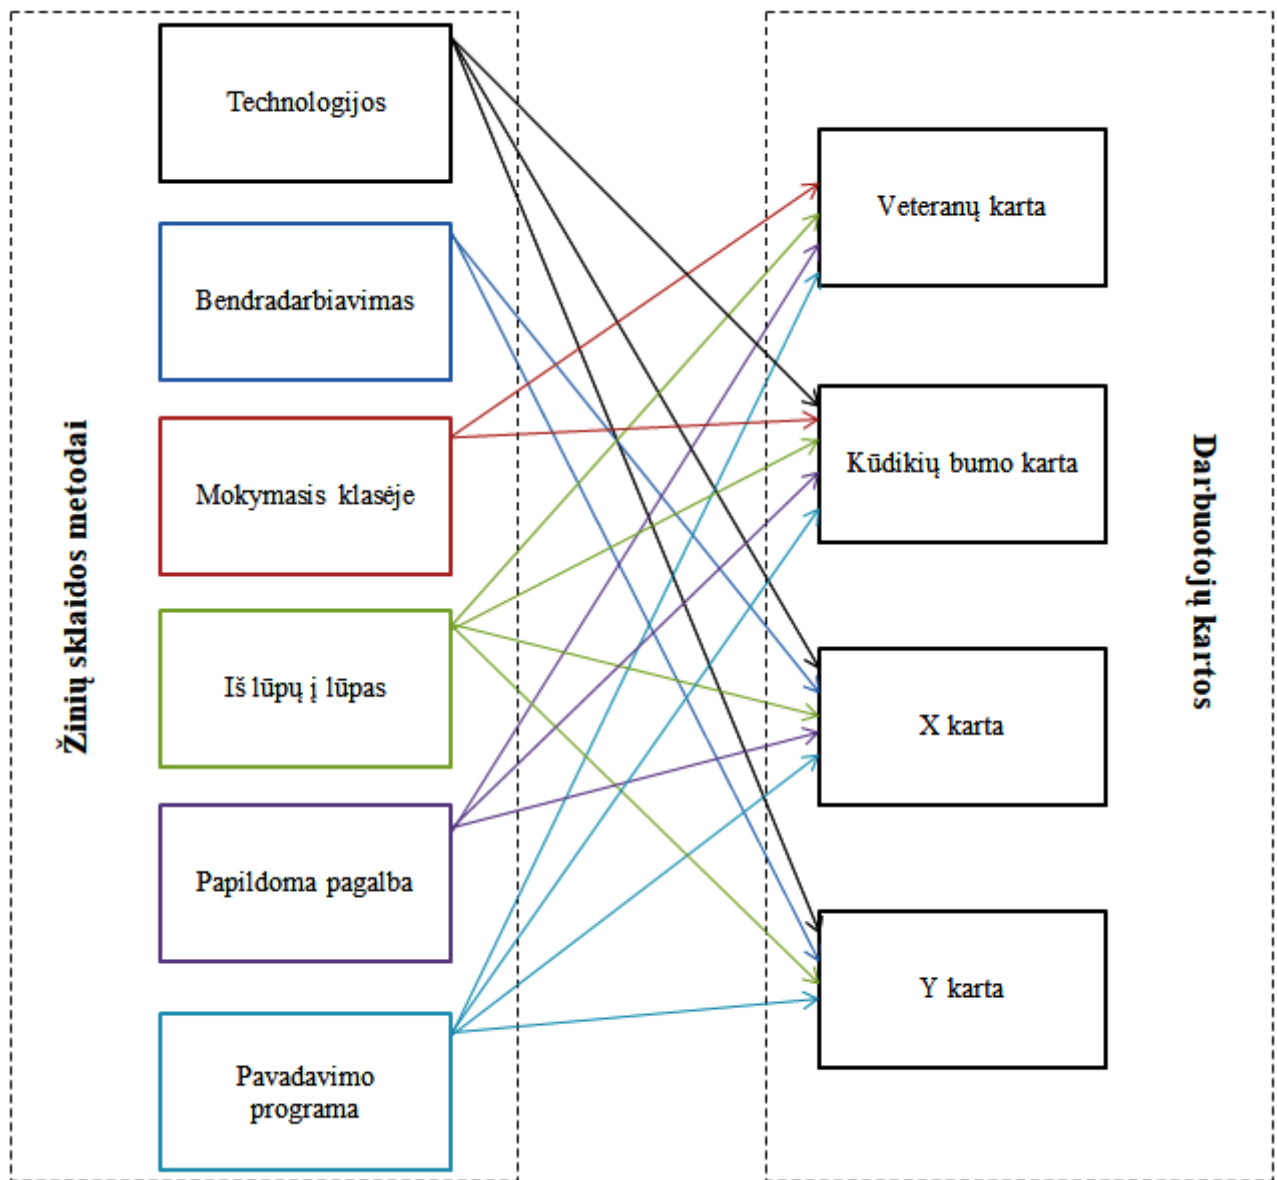 Žinių sklaidos metodai
Technologijos
Bendradarbiavimas
Mokymasis klasėje
Iš lūpų į lūpas
Papildoma pagalba
Pavadavimo
programa
Veteranų karta
Kūdikių bumo karta
X karta
Y karta
Darbuotojų kartos